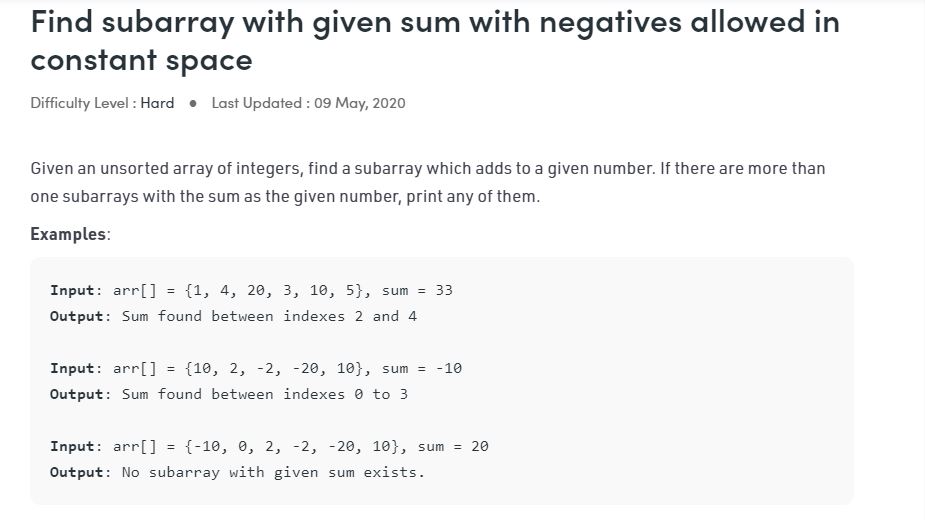 Find subarray with given sum with negatives allowed in
constant space
Difficulty Level : Hard ● Last Updated : 09 May, 2020
Given an unsorted array of integers, find a subarray which adds to a given number. If there are more than
one subarrays with the sum as the given number, print any of them.
Examples:
Input: arr[] = {1, 4, 20, 3, 10, 5}, sum = 33
Output: Sum found between indexes 2 and 4
Input: arr[] = {10, 2, -2, -20, 10}, sum = -10
Output: Sum found between indexes 0 to 3
Input: arr[] = {-10, 0, 2, -2, -20, 10}, sum = 20
Output: No subarray with given sum exists.